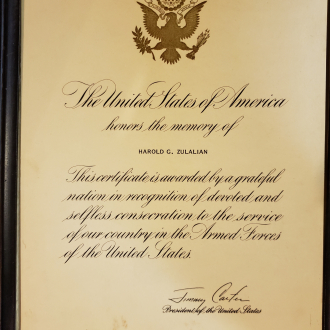 The United States of America
honors the memory of
HAROLD G. ZULALIAN
This certificate is awarded by a grateful
nation in recognition of devoted and
selfless consecration to the service
of our country in the Armed Forces
of the United States.
Jimmy Carter
President of the United States